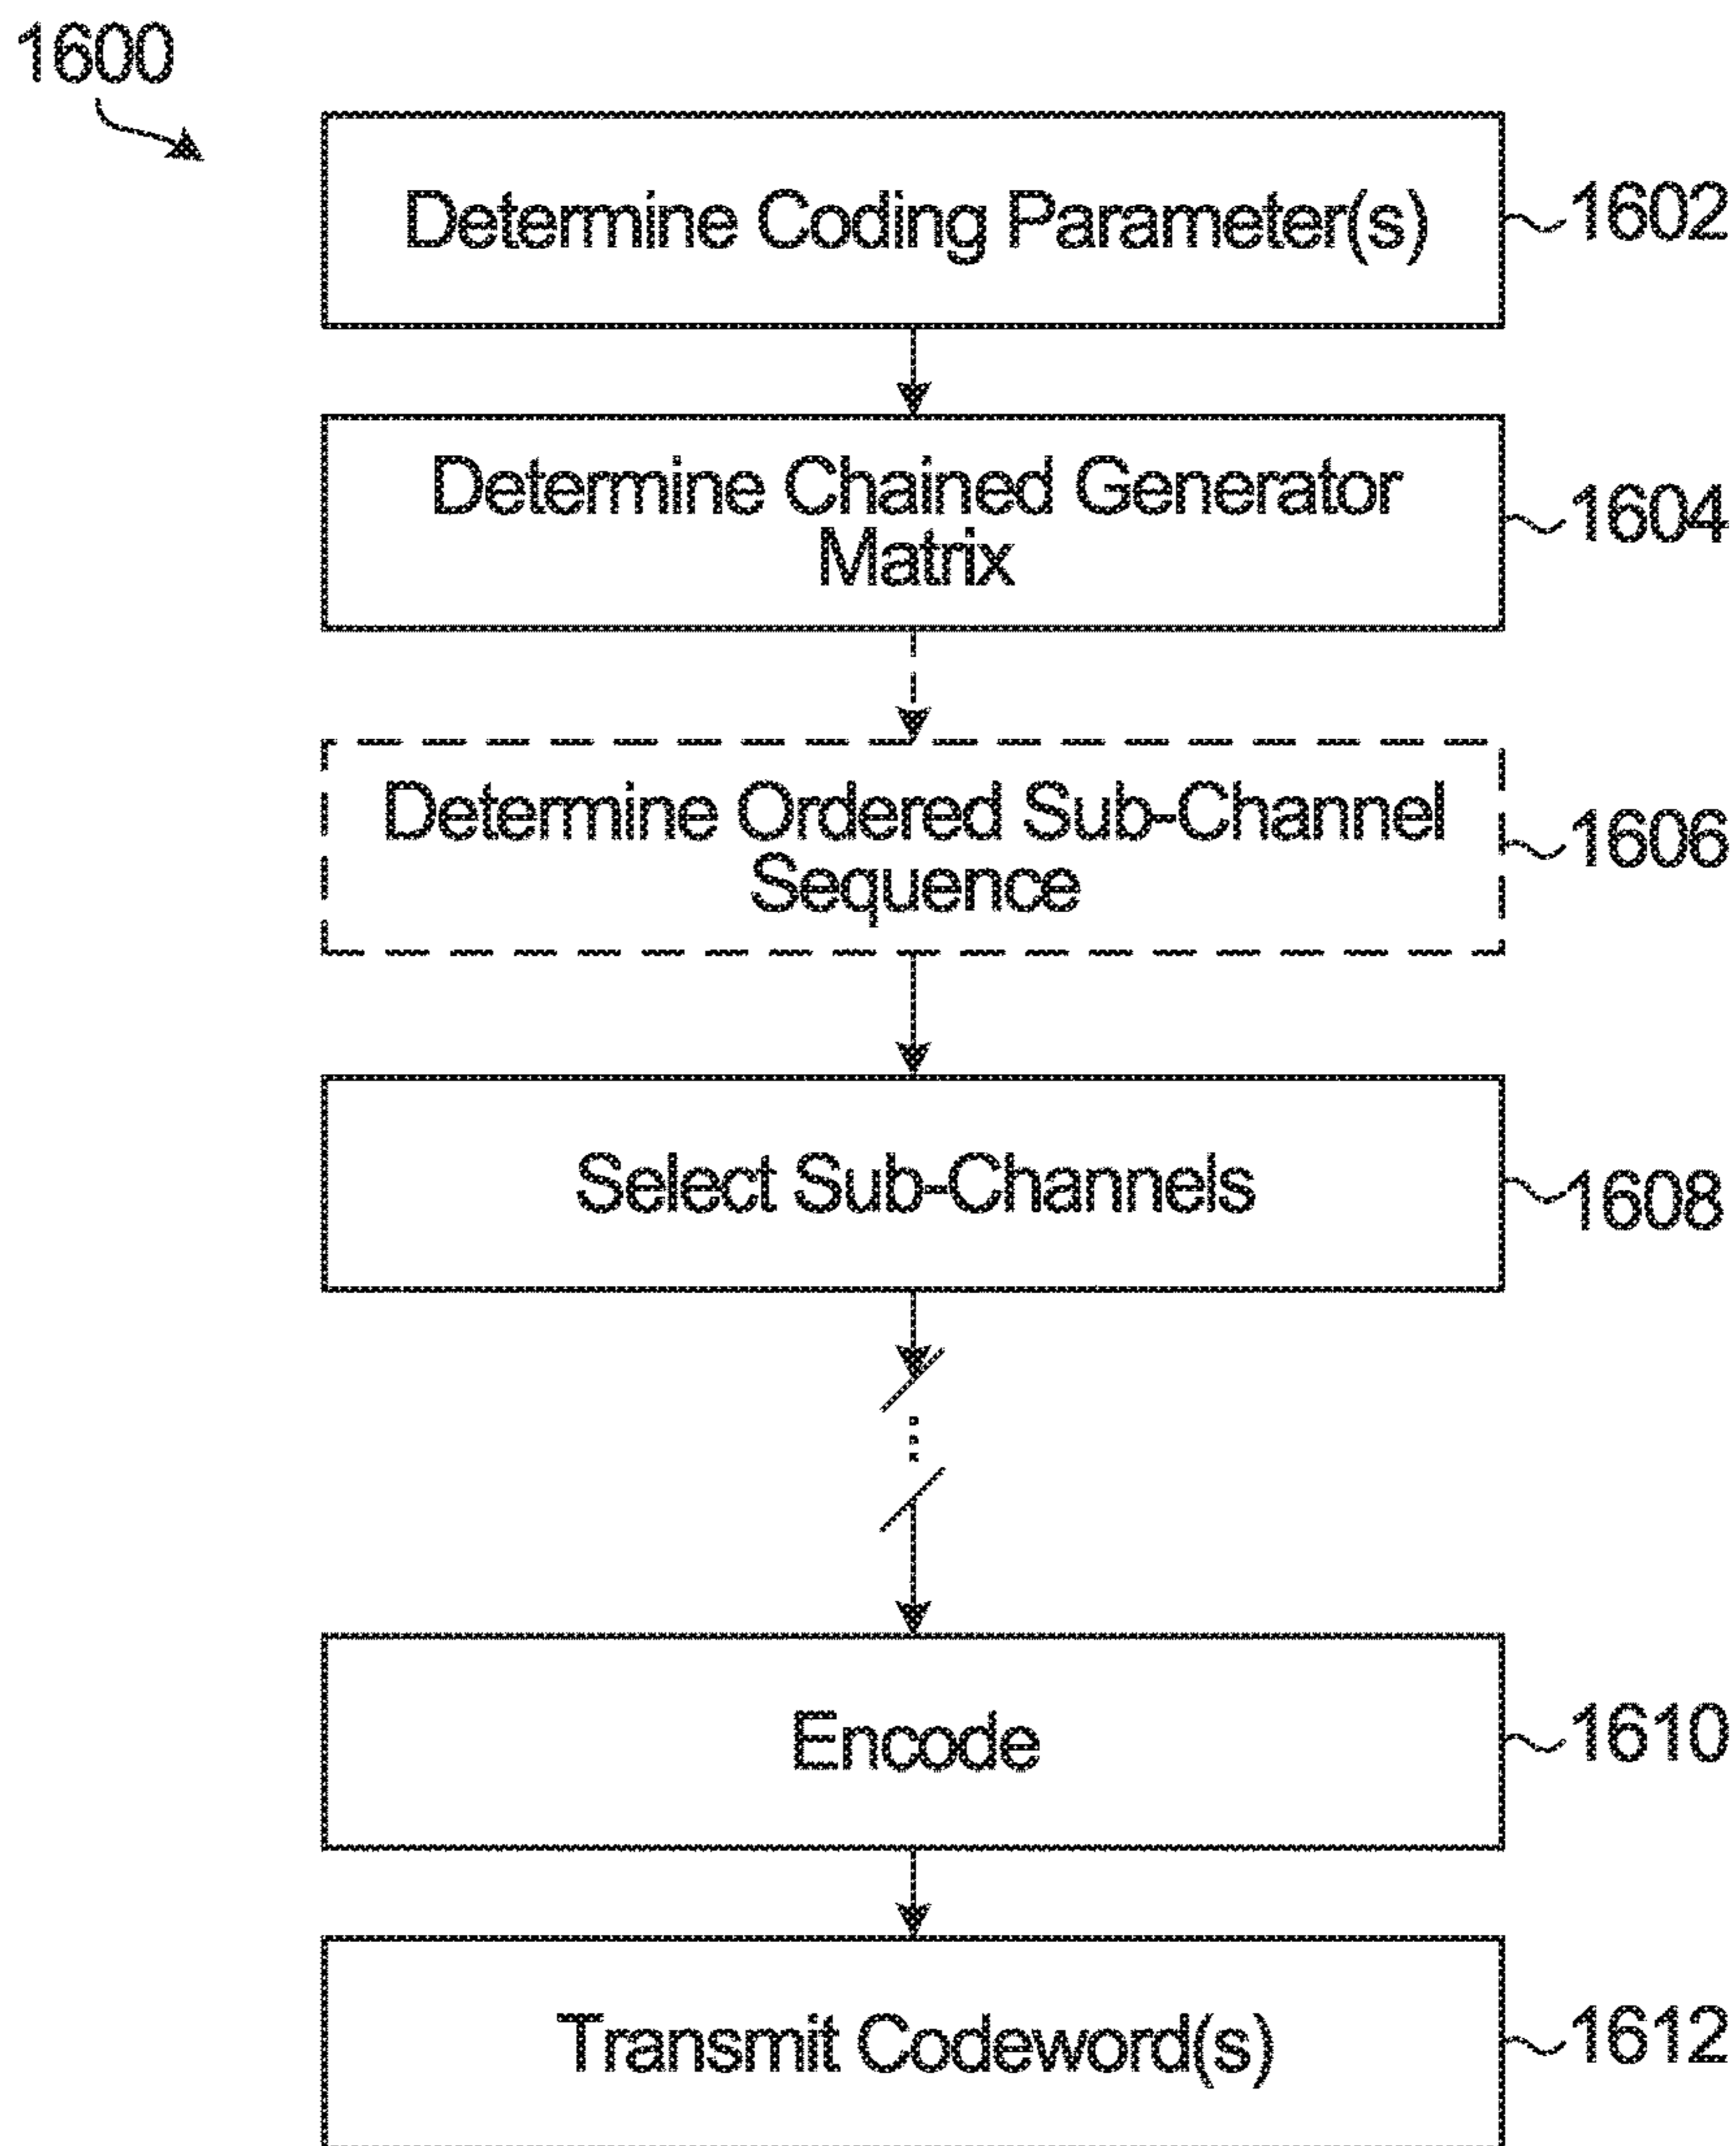 1600
Determine Coding Parameter(s)
1602
Determine Chained Generator
Matrix
1604
Determine Ordered Sub-Channel
Sequence
1606
Select Sub-Channels
1608
Encode
1610
Transmit Codeword(s)
1612